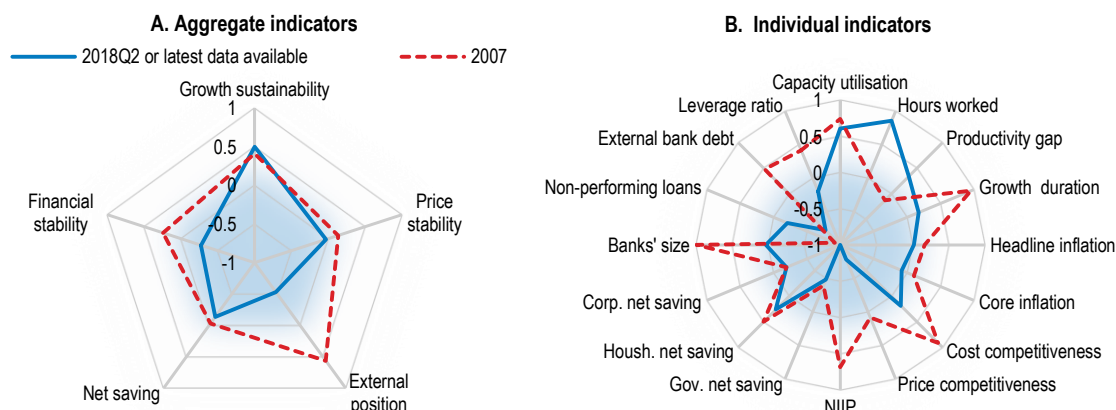 A. Aggregate indicators
2018Q2 or latest data available
2007
Growth sustainability
1
0.5
0
-0.5
-1
Financial
stability
Price
stability
Net saving
External
position
B. Individual indicators
Capacity utilisation
1
0.5
0
-0.5
-1
Leverage ratio
Hours worked
External bank debt
Productivity gap
Non-performing loans
Growth duration
Banks' size
Headline inflation
Corp. net saving
Core inflation
Housh. net saving
Cost competitiveness
Gov. net saving
Price competitiveness
NIIP